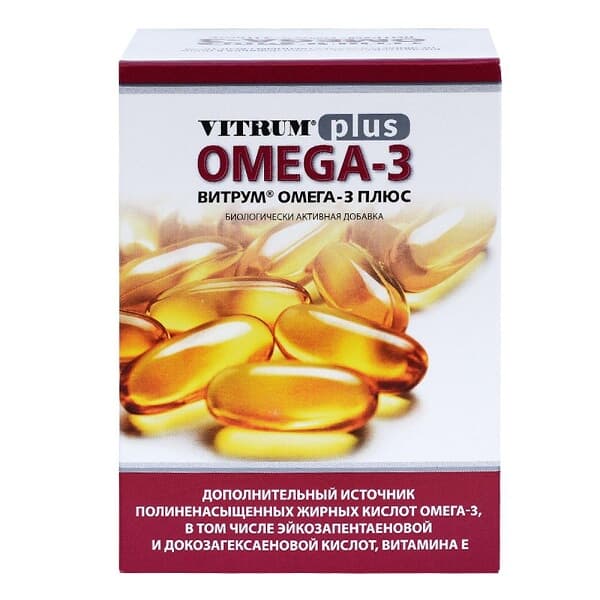 VITRUM® plus
OMEGA-3
ВИТРУМ® ОМЕГА-3 ПЛЮС
БИОЛОГИЧЕСКИ АКТИВНАЯ ДОБАВКА
ДОПОЛНИТЕЛЬНЫЙ ИСТОЧНИК
ПОЛИНЕНАСЫЩЕННЫХ ЖИРНЫХ КИСЛОТ ОМЕГА-3,
В ТОМ ЧИСЛЕ ЭЙКОЗАПЕНТАЕНОВОЙ
И ДОКОЗАГЕКСАЕНОВОЙ КИСЛОТ, ВИТАМИНА Е